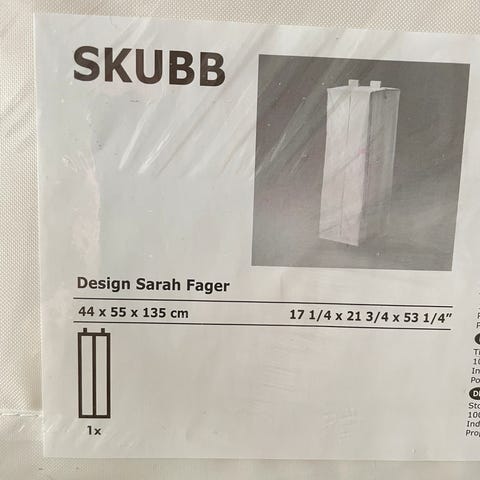 SKUBB
Design Sarah Fager
44 x 55 x 135 cm
17 1/4 x 21 3/4 x 53 1/4”
1x